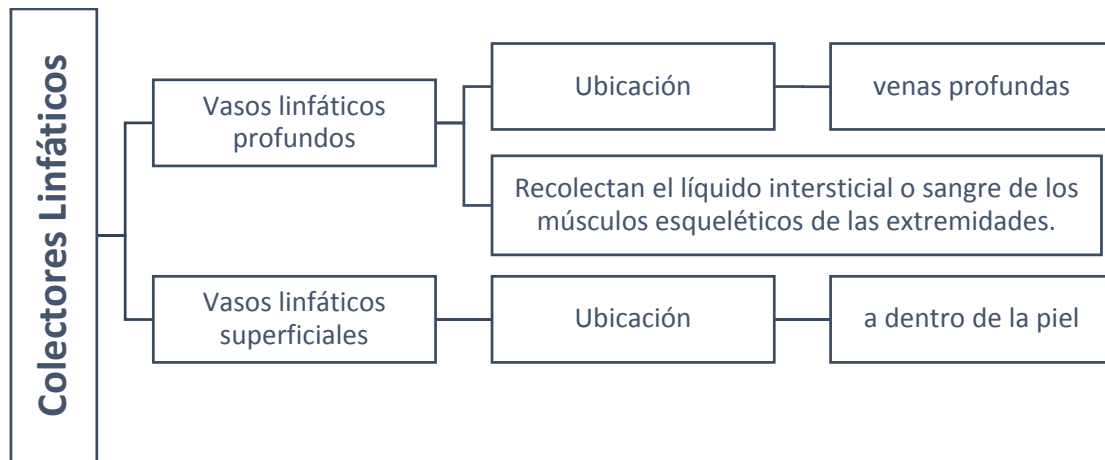 Colectores Linfáticos
Vasos linfáticos
profundos
Ubicación
venas profundas
Recolectan el líquido intersticial o sangre de los
músculos esqueléticos de las extremidades.
Vasos linfáticos
superficiales
Ubicación
a dentro de la piel